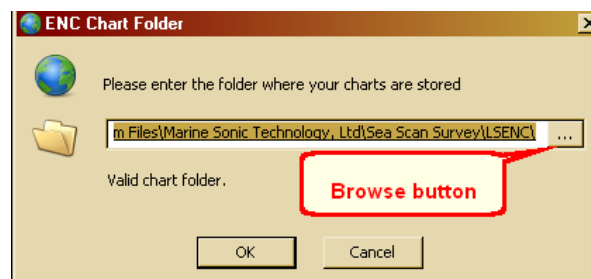 ENC Chart Folder
Please enter the folder where your charts are stored
m Files\Marine Sonic Technology, Ltd\Sea Scan Survey\LSENC\ ...
Valid chart folder.
Browse button
OK Cancel